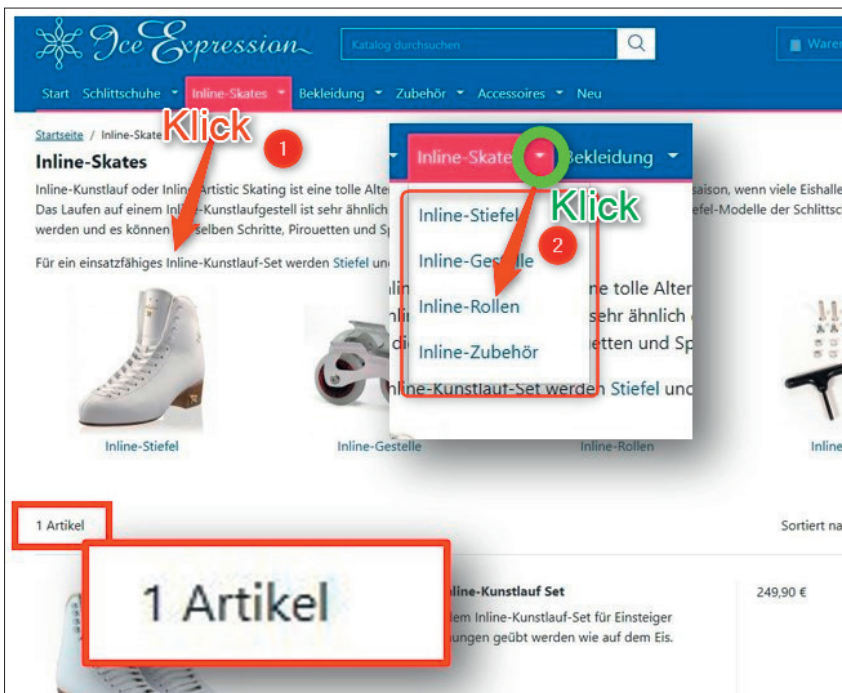 Ice Expression
Katalog durchsuchen
Start Schlittschuhe Inline-Skates Bekleidung Zubehör Accessoires Neu
Startseite / Inline-Skate
Klick
1
Inline-Skates
Inline-Kunstlauf oder Inline Artistic Skating ist eine tolle Alter
saison, wenn viele Eishalle
Das Laufen auf einem Inline-Kunstlaufgestell ist sehr ähnlich
efel-Modelle der Schlittsc
werden und es können selben Schritte, Pirouetten und Sp
Für ein einsatzfähiges Inline-Kunstlauf-Set werden Stiefel un
Inline-Skate Bekleidung
Klick
2
Inline-Stiefel
Inline-Gestelle
Inline-Rollen
Inline-Zubehör
ne tolle Alter
sehr ähnlich
etten und Sp
nline-Kunstlauf-Set werden Stiefel und
Inline-Stiefel
Inline-Gestelle
Inline-Rollen
Inline
1 Artikel
Sortiert na
1 Artikel
nline-Kunstlauf Set
249,90 €
dem Inline-Kunstlauf-Set für Einsteiger
ungen geübt werden wie auf dem Eis.